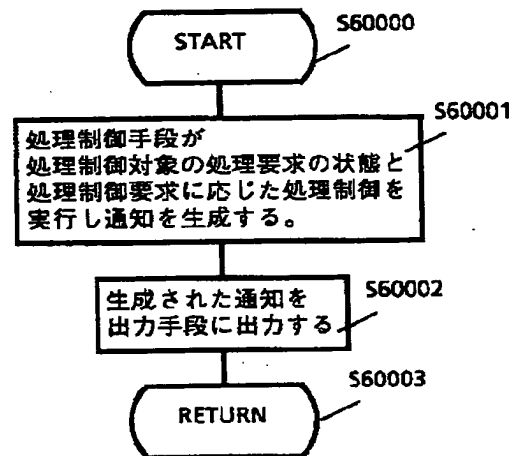 START
S60000
S60001
処理制御手段が
処理制御対象の処理要求の状態と
処理制御要求に応じた処理制御を
実行し通知を生成する。
S60002
生成された通知を
出力手段に出力する
S60003
RETURN